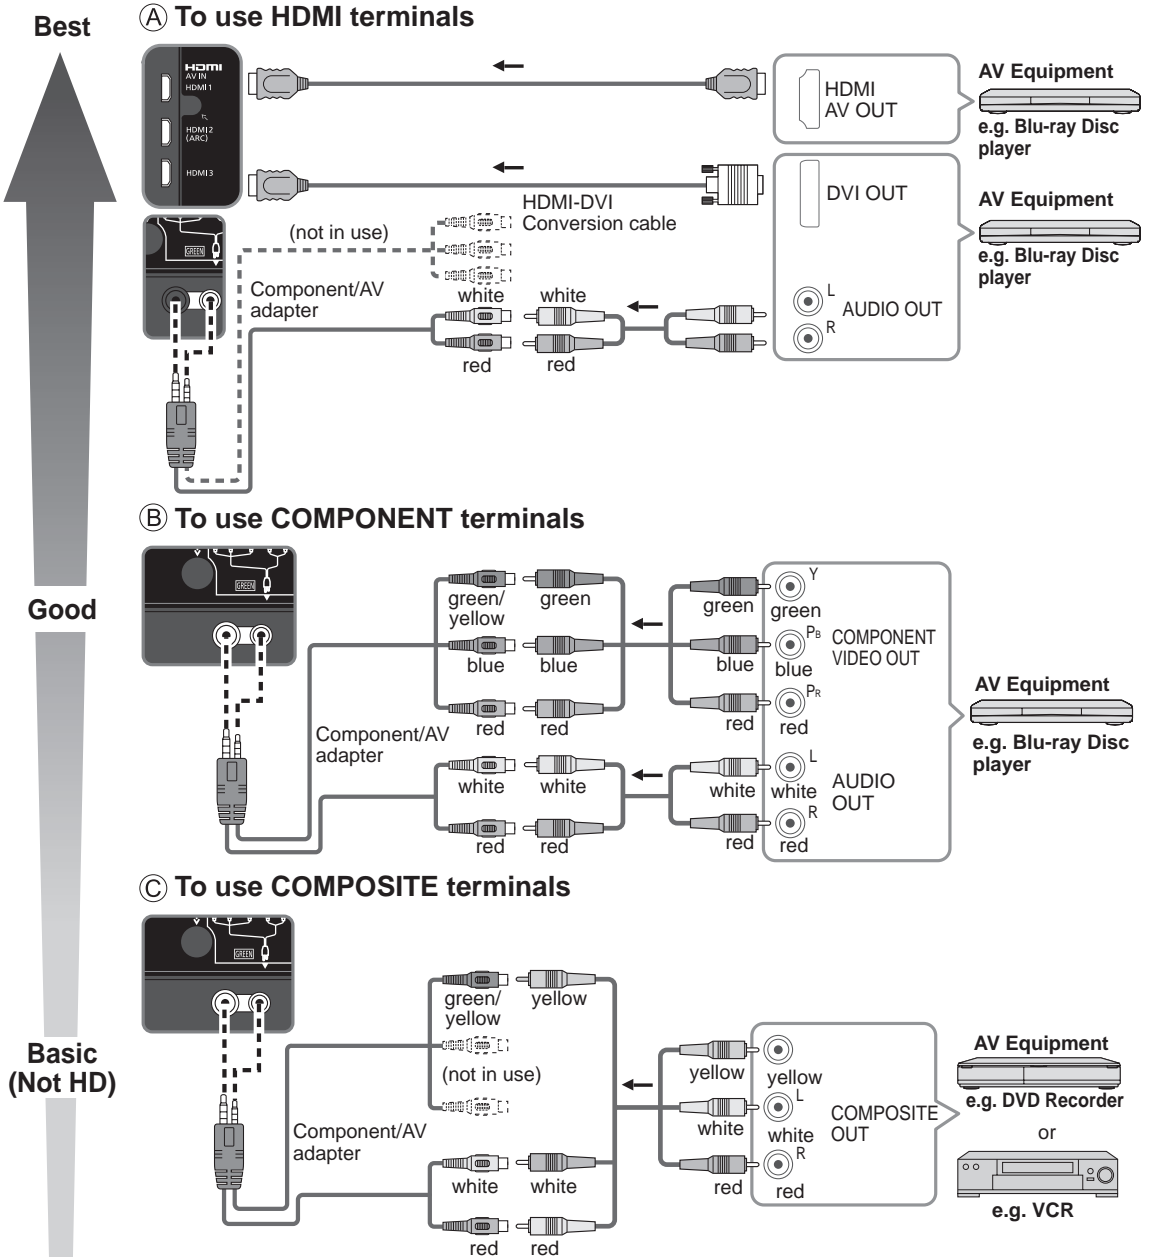 Best
Ⓐ To use HDMI terminals
HDMI
AV IN
HDMI 1
HDMI 2
(ARC)
HDMI 3
HDMI
AV OUT
AV Equipment
e.g. Blu-ray Disc
player
HDMI-DVI
Conversion cable
DVI OUT
AV Equipment
e.g. Blu-ray Disc
player
GREEN
(not in use)
Component/AV
adapter
white
white
red
red
L
R
AUDIO OUT
Ⓑ To use COMPONENT terminals
Good
GREEN
green/
yellow
green
green
Y
green
blue
blue
blue
PB
blue
COMPONENT
VIDEO OUT
red
red
red
PR
red
AV Equipment
e.g. Blu-ray Disc
player
Component/AV
adapter
white
white
white
L
white
AUDIO
OUT
red
red
red
R
red
Ⓒ To use COMPOSITE terminals
Basic
(Not HD)
GREEN
green/
yellow
yellow
(not in use)
yellow
yellow
white
L
white
red
R
red
COMPOSITE
OUT
AV Equipment
e.g. DVD Recorder
or
e.g. VCR
Component/AV
adapter
white
white
red
red